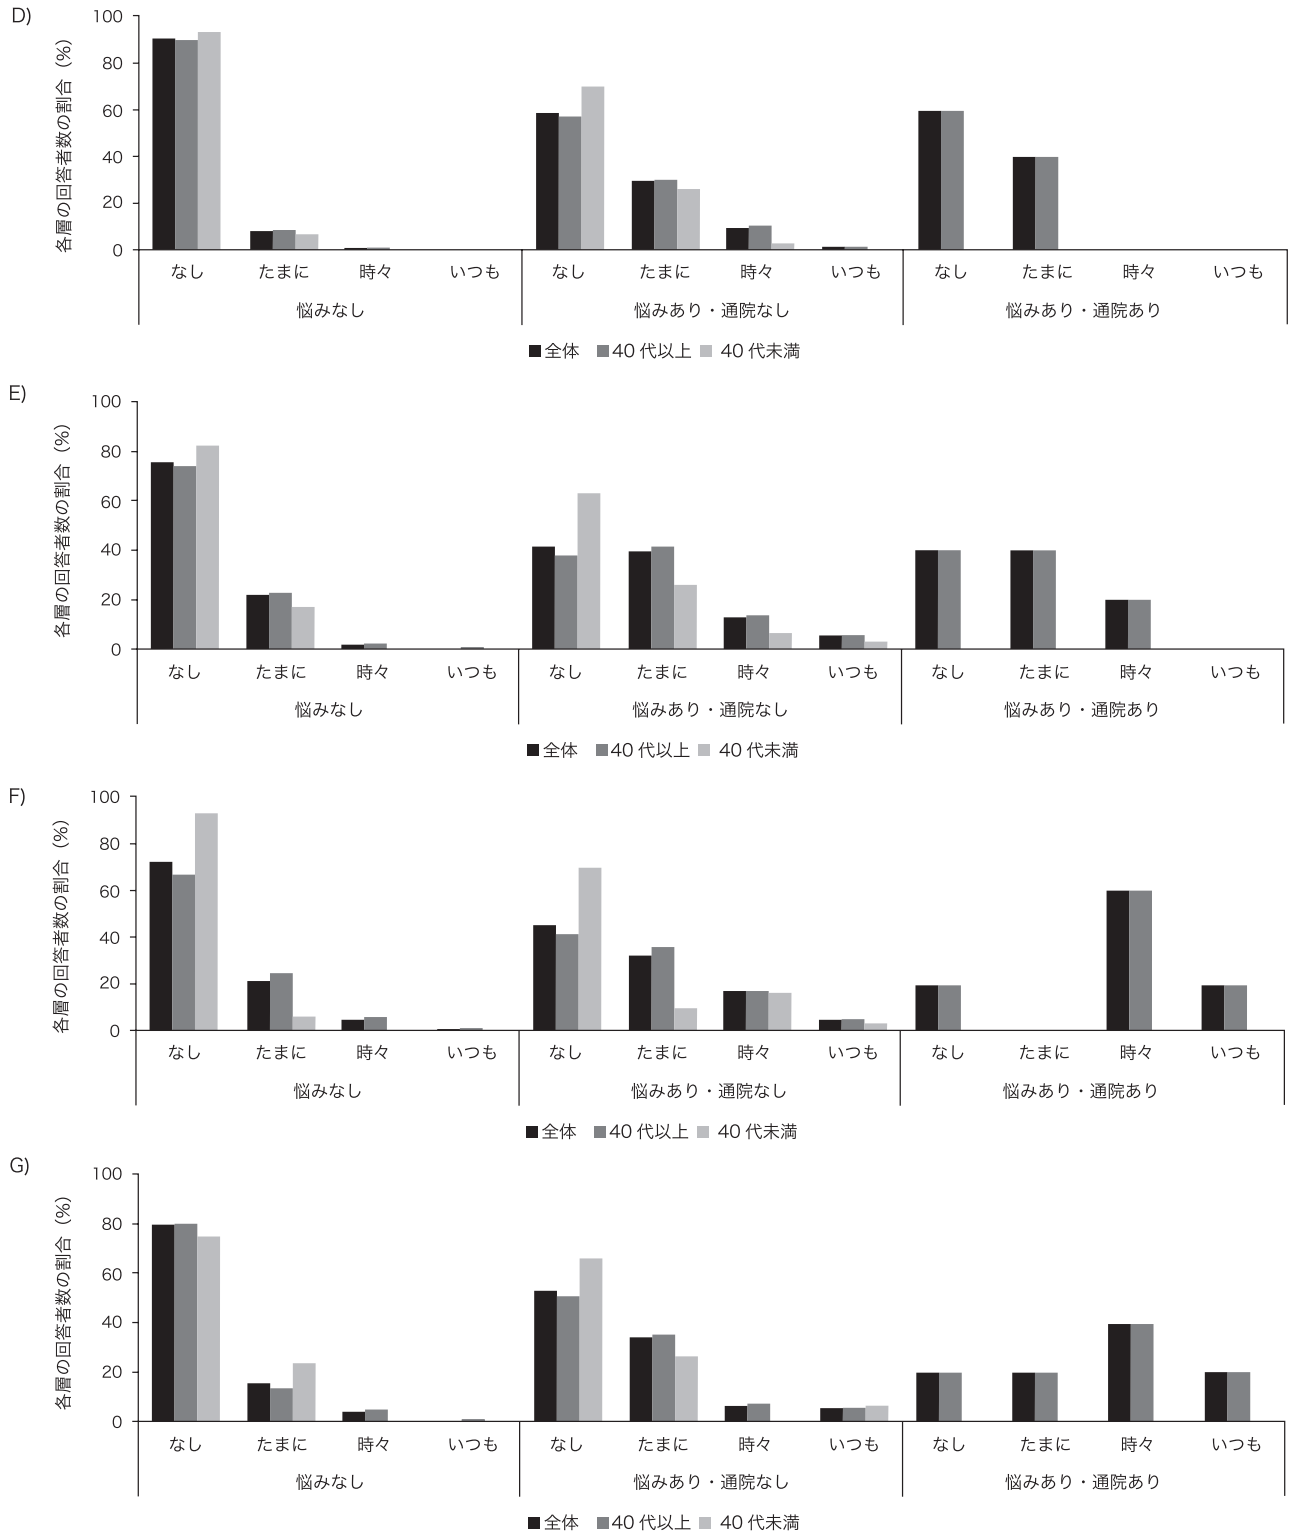 D)
各層の回答者数の割合（%）
100
80
60
40
20
0
なし たまに 時々 いつも なし たまに 時々 いつも なし たまに 時々 いつも
悩みなし 悩みあり・通院なし 悩みあり・通院あり
全体 40 代以上 40 代未満
E)
各層の回答者数の割合（%）
100
80
60
40
20
0
なし たまに 時々 いつも なし たまに 時々 いつも なし たまに 時々 いつも
悩みなし 悩みあり・通院なし 悩みあり・通院あり
全体 40 代以上 40 代未満
F)
各層の回答者数の割合（%）
100
80
60
40
20
0
なし たまに 時々 いつも なし たまに 時々 いつも なし たまに 時々 いつも
悩みなし 悩みあり・通院なし 悩みあり・通院あり
全体 40 代以上 40 代未満
G)
各層の回答者数の割合（%）
100
80
60
40
20
0
なし たまに 時々 いつも なし たまに 時々 いつも なし たまに 時々 いつも
悩みなし 悩みあり・通院なし 悩みあり・通院あり
全体 40 代以上 40 代未満